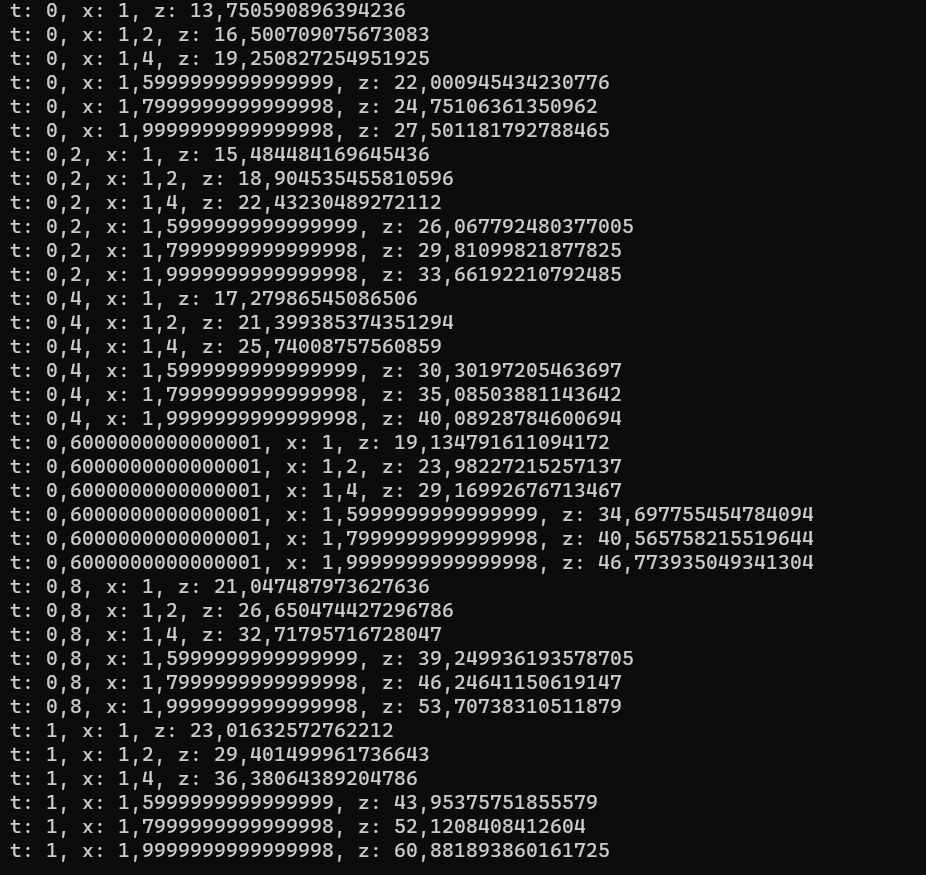 t: 0, x: 1, z: 13,750590896394236
t: 0, x: 1,2, z: 16,500709075673083
t: 0, x: 1,4, z: 19,250827254951925
t: 0, x: 1,5999999999999999, z: 22,000945434230776
t: 0, x: 1,7999999999999998, z: 24,75106361350962
t: 0, x: 1,9999999999999998, z: 27,501181792788465
t: 0,2, x: 1, z: 15,484484169645436
t: 0,2, x: 1,2, z: 18,904535455810596
t: 0,2, x: 1,4, z: 22,43230489272112
t: 0,2, x: 1,5999999999999999, z: 26,067792480377005
t: 0,2, x: 1,7999999999999998, z: 29,81099821877825
t: 0,2, x: 1,9999999999999998, z: 33,66192210792485
t: 0,4, x: 1, z: 17,27986545086506
t: 0,4, x: 1,2, z: 21,399385374351294
t: 0,4, x: 1,4, z: 25,74008757560859
t: 0,4, x: 1,5999999999999999, z: 30,30197205463697
t: 0,4, x: 1,7999999999999998, z: 35,08503881143642
t: 0,4, x: 1,9999999999999998, z: 40,08928784600694
t: 0,6000000000000001, x: 1, z: 19,134791611094172
t: 0,6000000000000001, x: 1,2, z: 23,98227215257137
t: 0,6000000000000001, x: 1,4, z: 29,16992676713467
t: 0,6000000000000001, x: 1,5999999999999999, z: 34,697755454784094
t: 0,6000000000000001, x: 1,7999999999999998, z: 40,565758215519644
t: 0,6000000000000001, x: 1,9999999999999998, z: 46,773935049341304
t: 0,8, x: 1, z: 21,047487973627636
t: 0,8, x: 1,2, z: 26,650474427296786
t: 0,8, x: 1,4, z: 32,71795716728047
t: 0,8, x: 1,5999999999999999, z: 39,249936193578705
t: 0,8, x: 1,7999999999999998, z: 46,24641150619147
t: 0,8, x: 1,9999999999999998, z: 53,70738310511879
t: 1, x: 1, z: 23,01632572762212
t: 1, x: 1,2, z: 29,401499961736643
t: 1, x: 1,4, z: 36,38064389204786
t: 1, x: 1,5999999999999999, z: 43,95375751855579
t: 1, x: 1,7999999999999998, z: 52,1208408412604
t: 1, x: 1,9999999999999998, z: 60,881893860161725